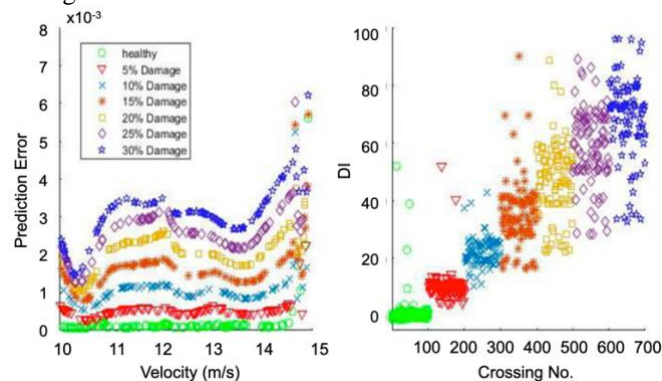 x10⁻³
8
7
6
5
4
3
2
1
0
healthy
5% Damage
10% Damage
15% Damage
20% Damage
25% Damage
30% Damage
Prediction Error
10 11 12 13 14 15
Velocity (m/s)
100
80
60
40
20
0
DI
100 200 300 400 500 600 700
Crossing No.